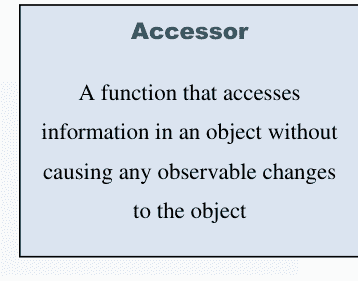 Accessor
A function that accesses
information in an object without
causing any observable changes
to the object